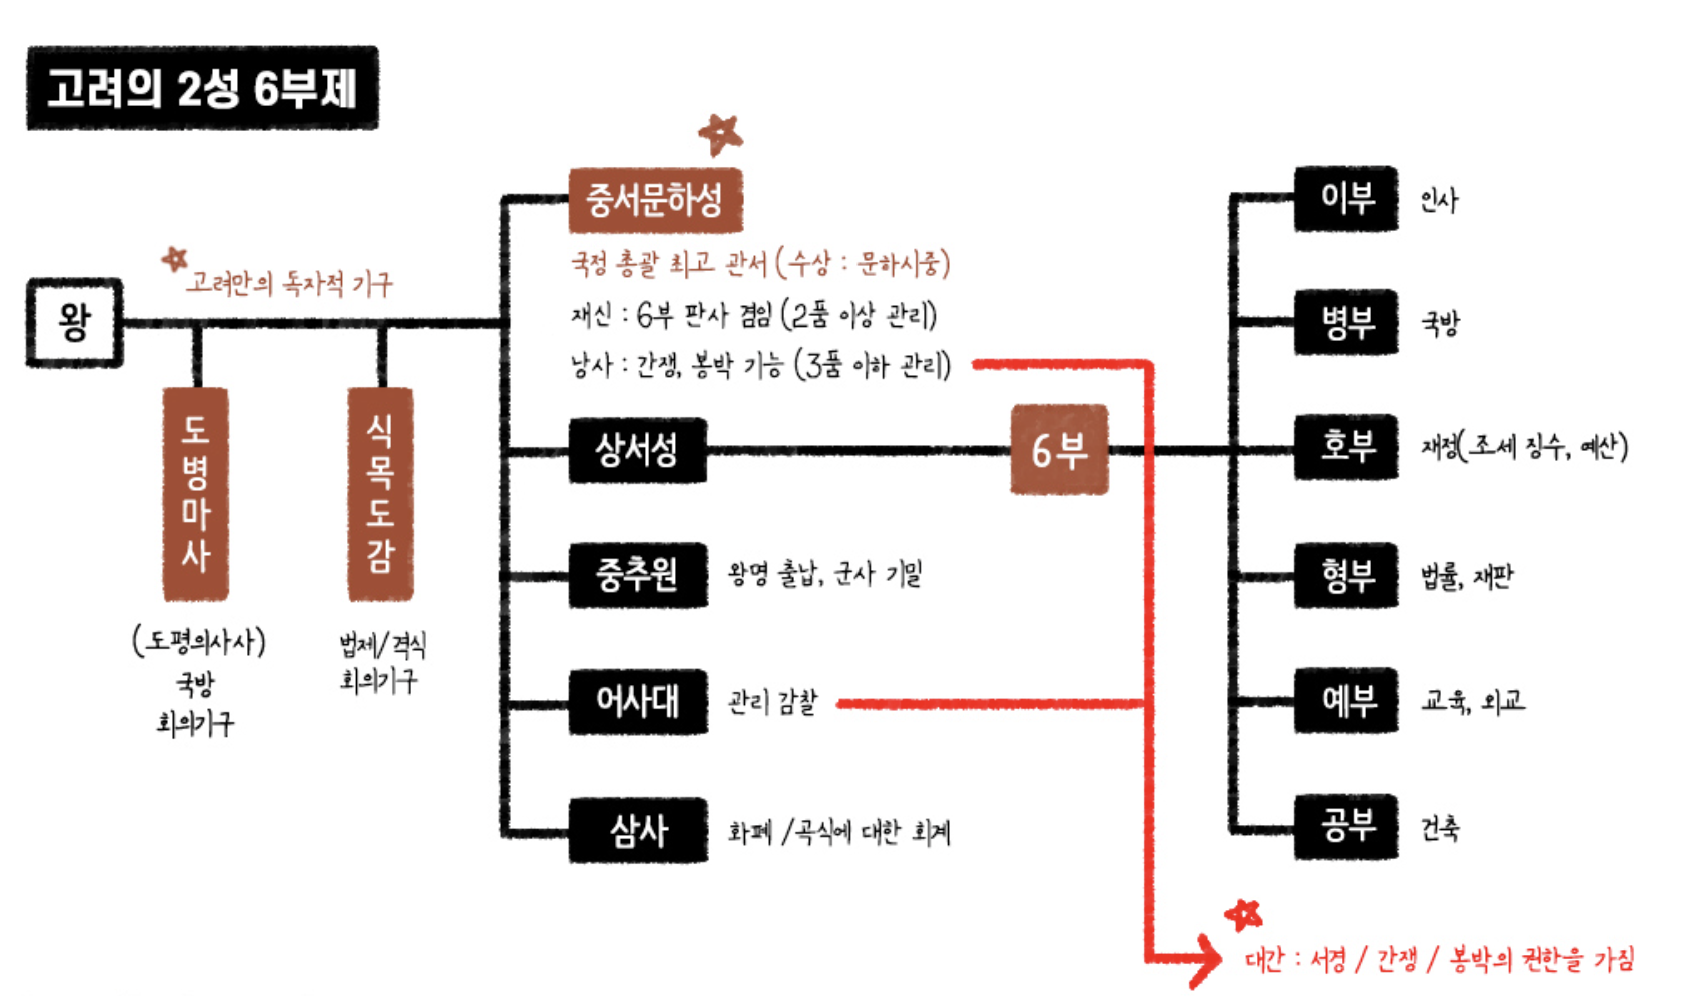 고려의 2성 6부제
왕
고려만의 독자적 기구
도병마사
(도평의사사)
국방
회의기구
식목도감
법제/격식
회의기구
중서문하성
국정 총괄 최고 관서 (수상 : 문하시중)
재신 : 6부 판사 겸임 (2품 이상 관리)
낭사 : 간쟁, 봉박 기능 (3품 이하 관리)
상서성
6부
중추원
왕명 출납, 군사 기밀
어사대
관리 감찰
삼사
화폐 /곡식에 대한 회계
이부
인사
병부
국방
호부
재정(조세 징수, 예산)
형부
법률, 재판
예부
교육, 외교
공부
건축
대간 : 서경 / 간쟁 / 봉박의 권한을 가짐